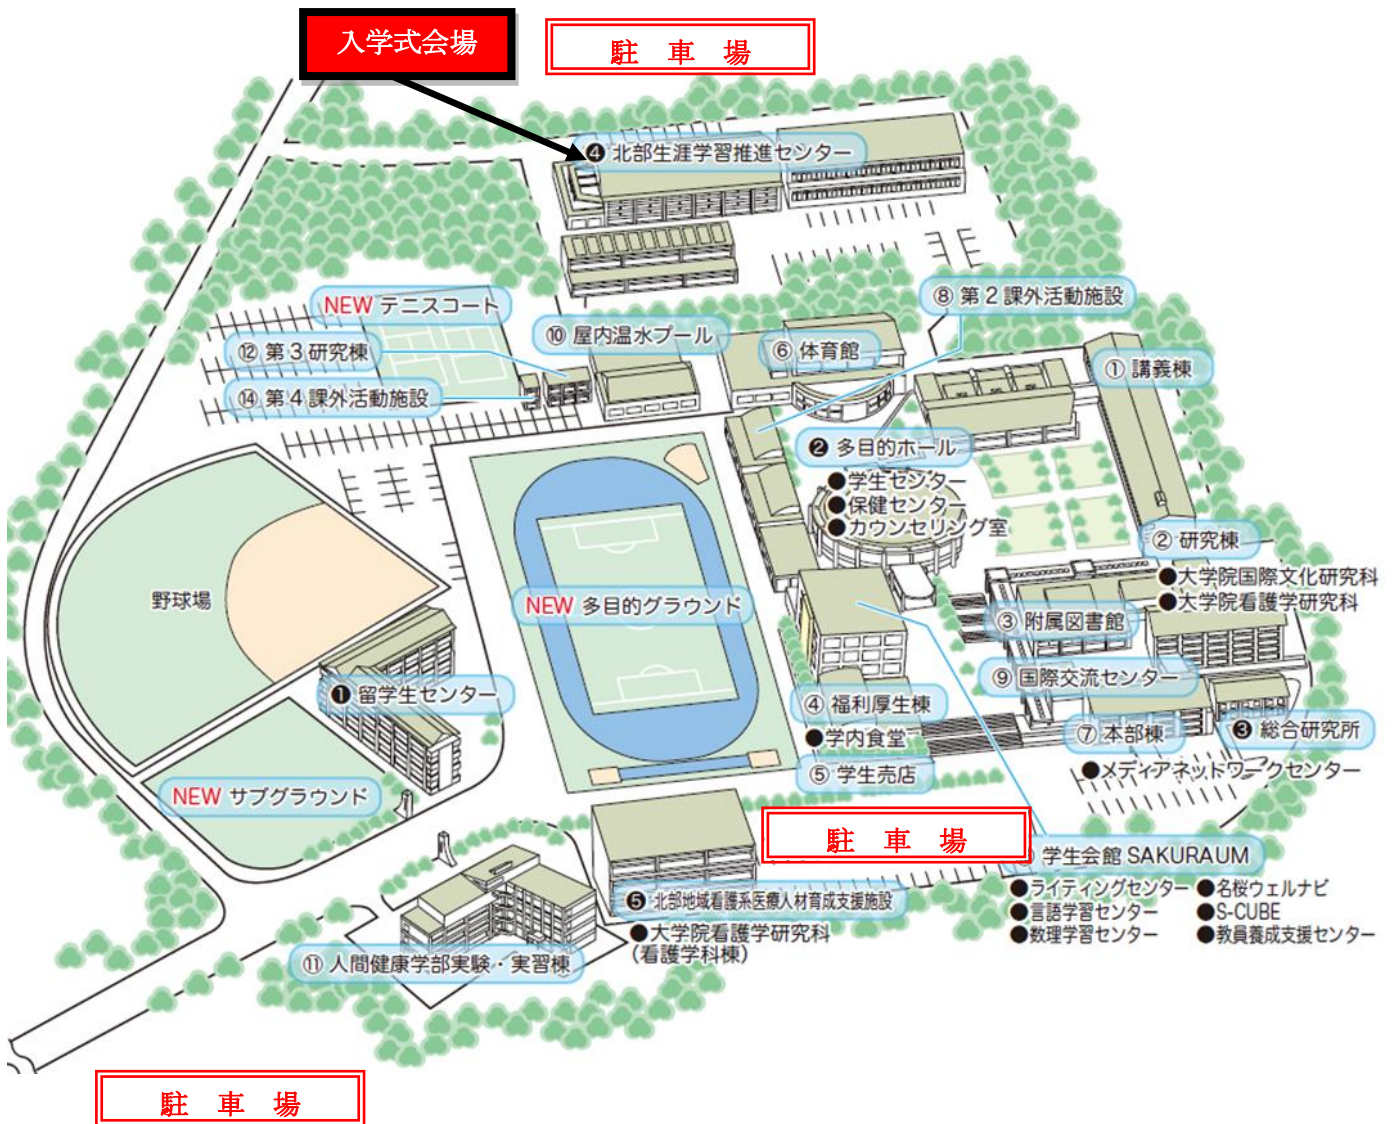 入学式会場
駐 車 場
❹ 北部生涯学習推進センター
⑧ 第2課外活動施設
NEW テニスコート
⑩ 屋内温水プール
⑥ 体育館
⑫ 第3研究棟
① 講義棟
⑭ 第4課外活動施設
❷ 多目的ホール
●学生センター
●保健センター
●カウンセリング室
② 研究棟
●大学院国際文化研究科
●大学院看護学研究科
野球場
NEW 多目的グラウンド
③ 附属図書館
⑨ 国際交流センター
❶ 留学生センター
④ 福利厚生棟
●学内食堂
⑦ 本部棟
❸ 総合研究所
●メディアネットワークセンター
⑤ 学生売店
NEW サブグラウンド
駐 車 場
学生会館 SAKURAUM
●ライティングセンター ●名桜ウェルナビ
●言語学習センター ●S-CUBE
●数理学習センター ●教員養成支援センター
❺ 北部地域看護系医療人材育成支援施設
●大学院看護学研究科
(看護学科棟)
⑪ 人間健康学部実験・実習棟
駐 車 場